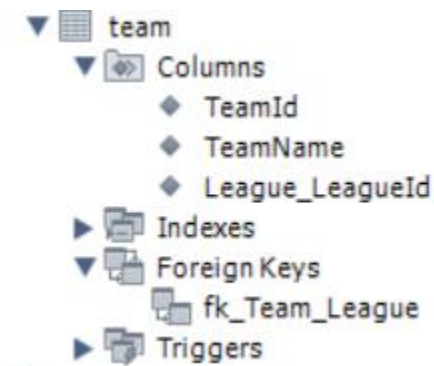 team
Columns
TeamId
TeamName
League_LeagueId
Indexes
Foreign Keys
fk_Team_League
Triggers